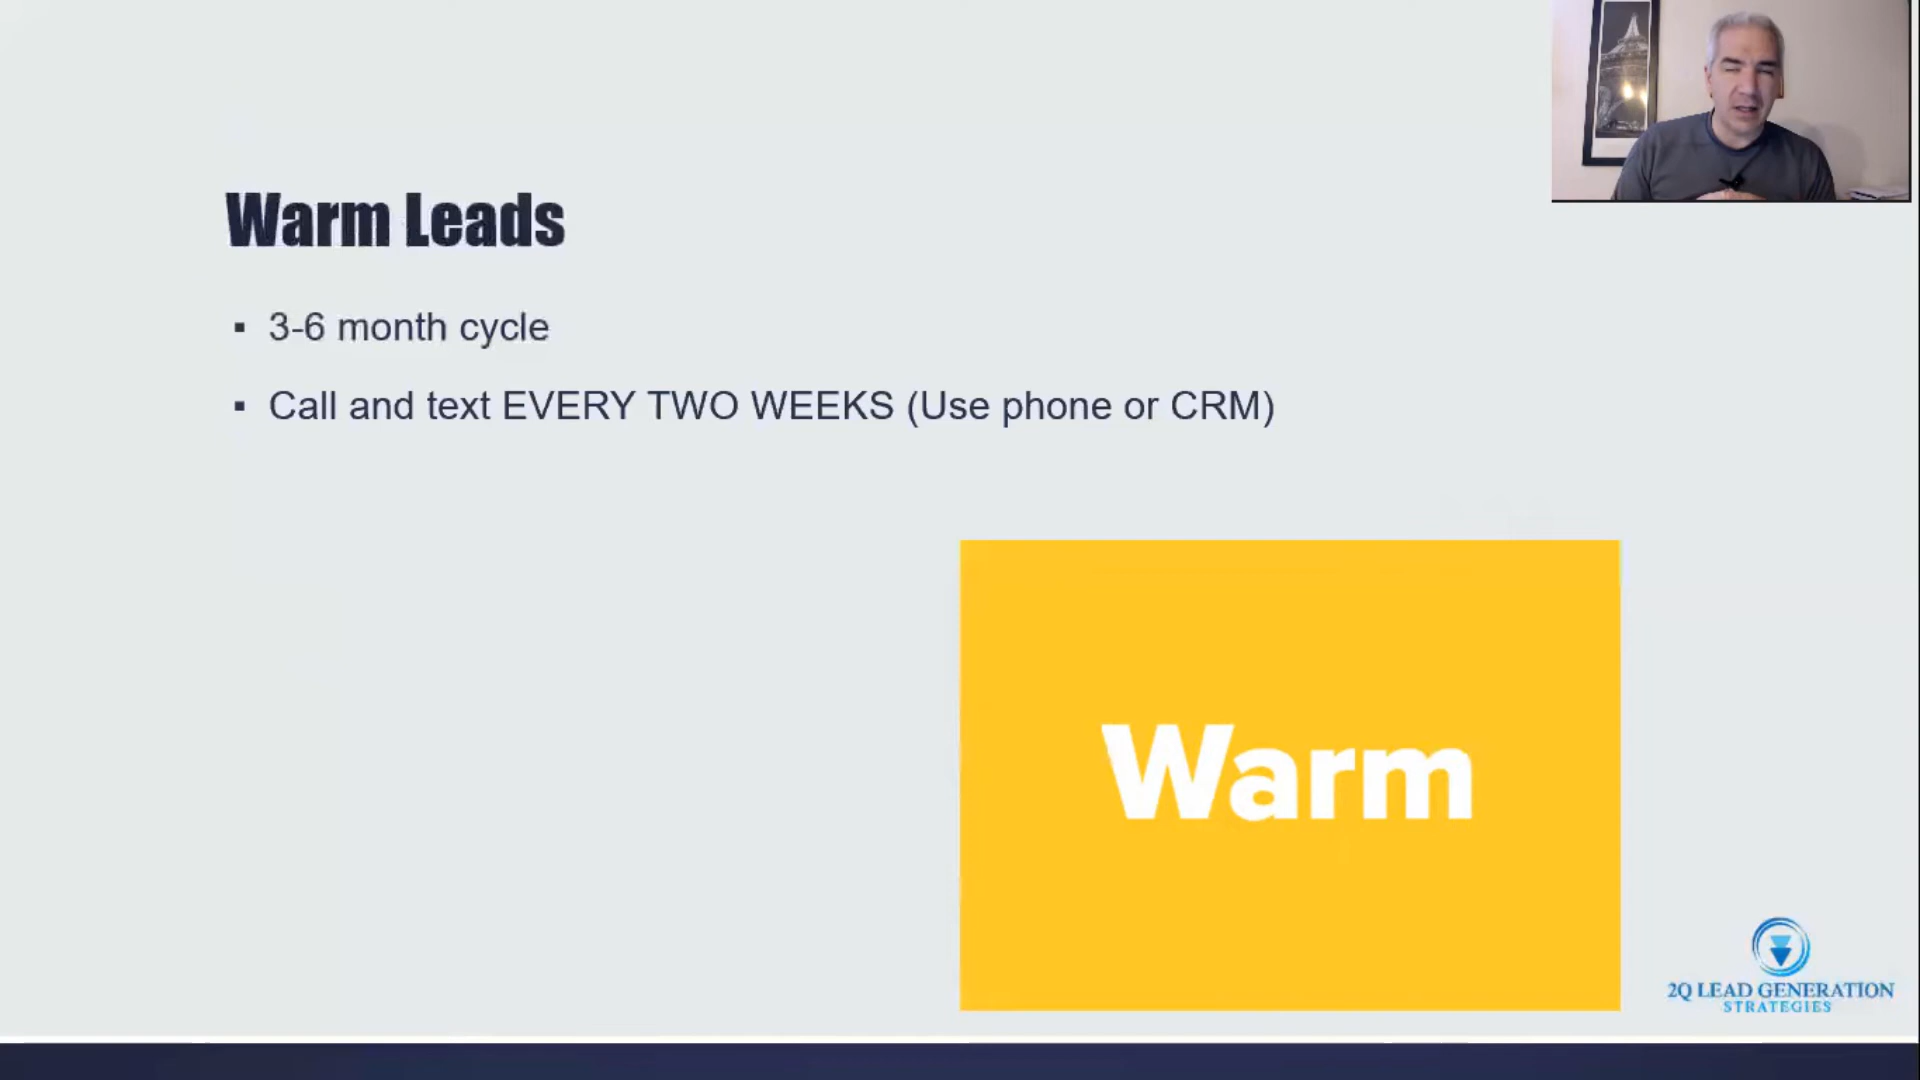 Warm Leads
▪ 3-6 month cycle
▪ Call and text EVERY TWO WEEKS (Use phone or CRM)
Warm
2Q LEAD GENERATION
STRATEGIES